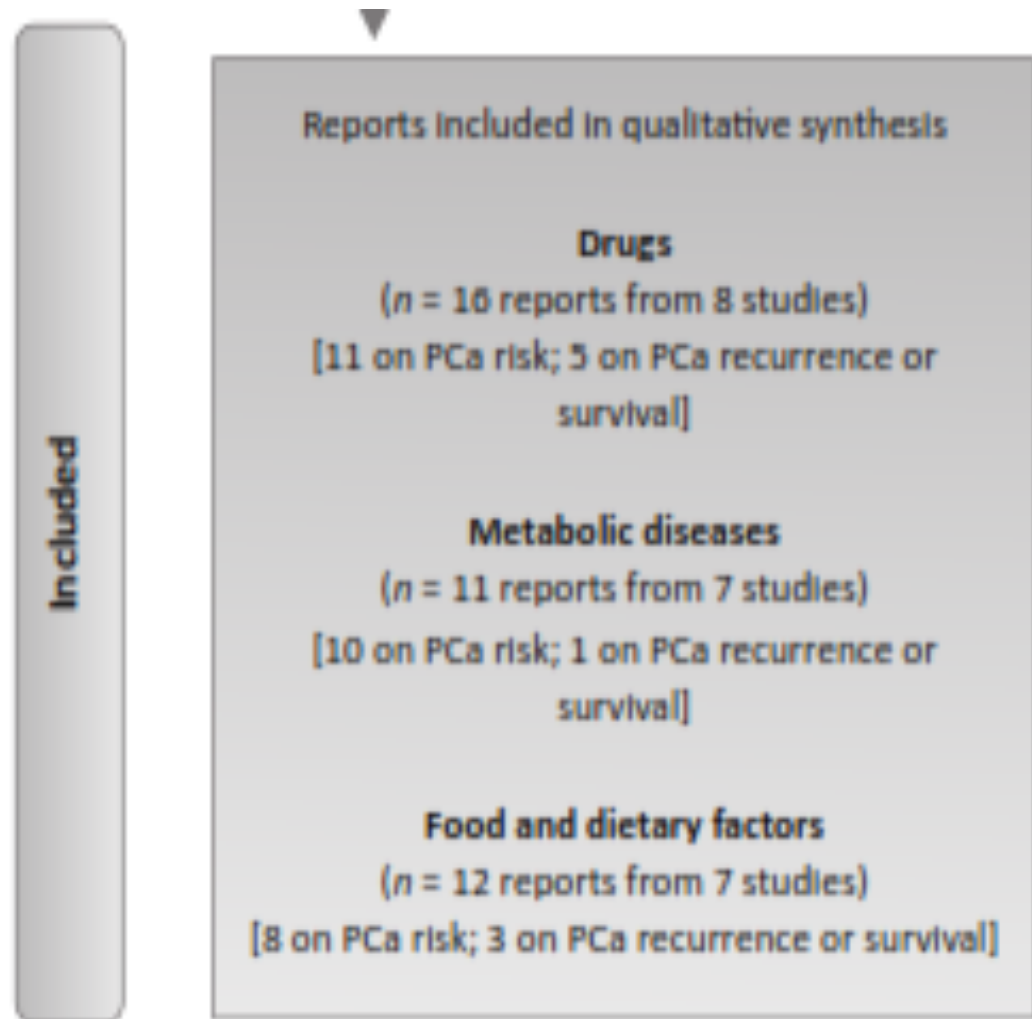 Included
Reports included in qualitative synthesis
Drugs
(n = 16 reports from 8 studies)
[11 on PCa risk; 5 on PCa recurrence or
survival]
Metabolic diseases
(n = 11 reports from 7 studies)
[10 on PCa risk; 1 on PCa recurrence or
survival]
Food and dietary factors
(n = 12 reports from 7 studies)
[8 on PCa risk; 3 on PCa recurrence or survival]